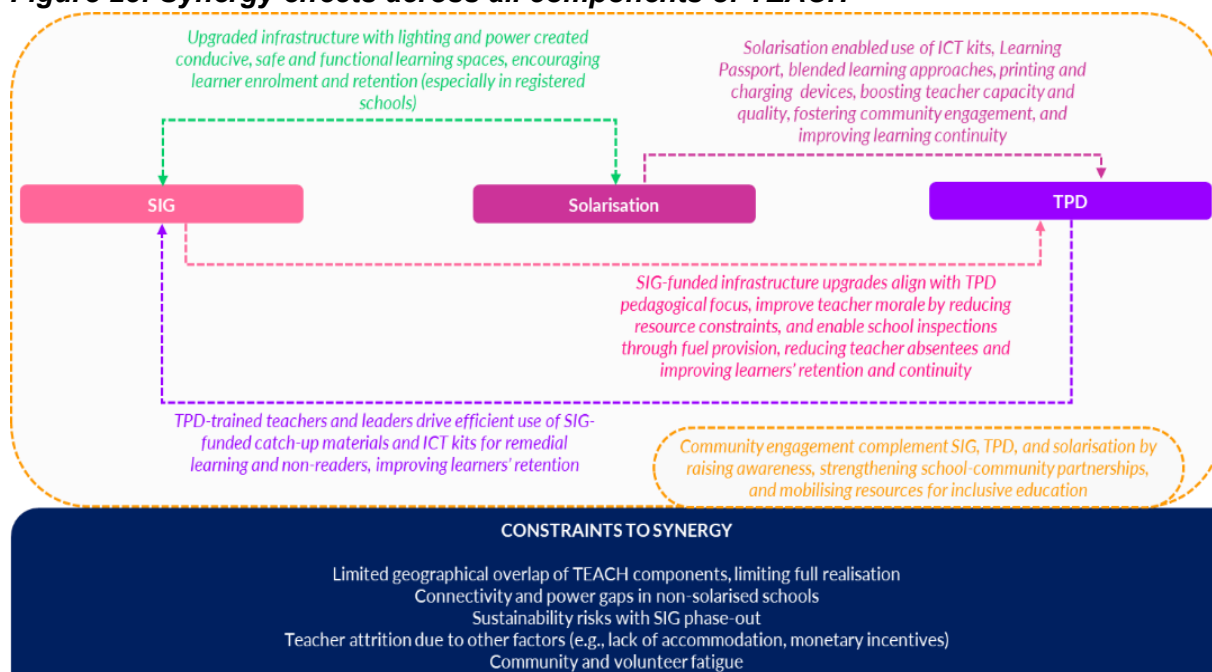 Upgraded infrastructure with lighting and power created
conducive, safe and functional learning spaces, encouraging
learner enrolment and retention (especially in registered
schools)
Solarisation enabled use of ICT kits, Learning
Passport, blended learning approaches, printing and
charging devices, boosting teacher capacity and
quality, fostering community engagement, and
improving learning continuity
SIG
Solarisation
TPD
SIG-funded infrastructure upgrades align with TPD
pedagogical focus, improve teacher morale by reducing
resource constraints, and enable school inspections
through fuel provision, reducing teacher absentees and
improving learners' retention and continuity
TPD-trained teachers and leaders drive efficient use of SIG-
funded catch-up materials and ICT kits for remedial
learning and non-readers, improving learners' retention
Community engagement complement SIG, TPD, and solarisation by
raising awareness, strengthening school-community partnerships,
and mobilising resources for inclusive education
CONSTRAINTS TO SYNERGY
Limited geographical overlap of TEACH components, limiting full realisation
Connectivity and power gaps in non-solarised schools
Sustainability risks with SIG phase-out
Teacher attrition due to other factors (e.g., lack of accommodation, monetary incentives)
Community and volunteer fatigue